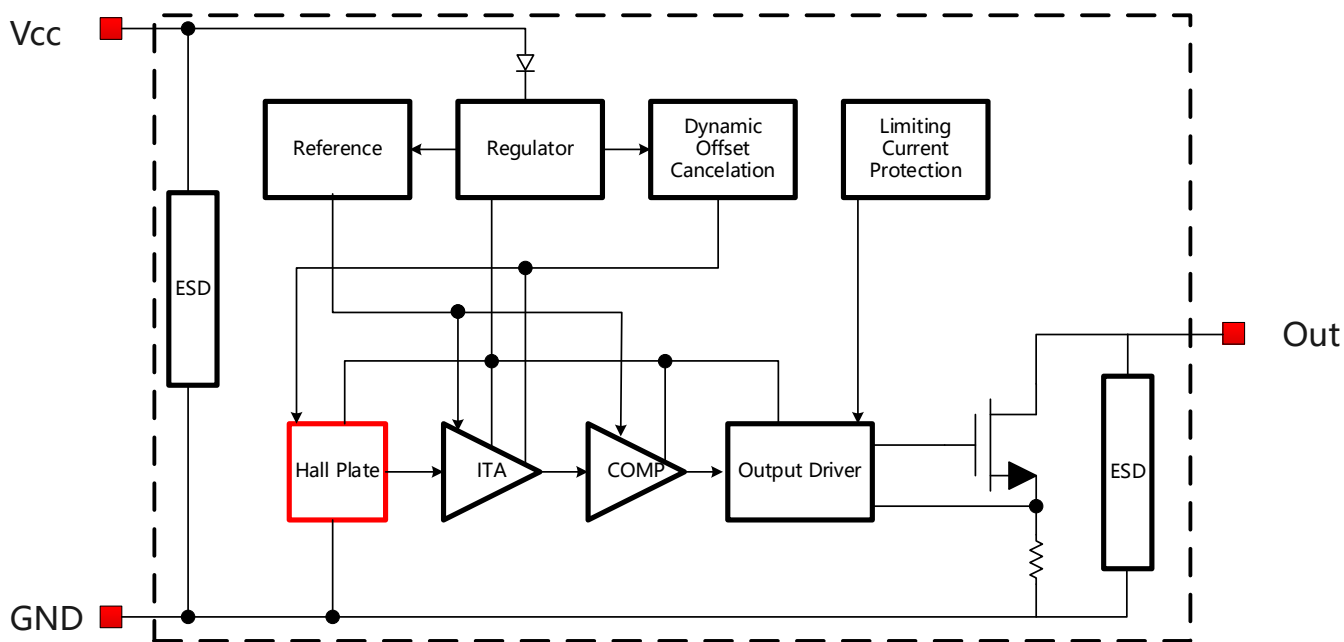 Vcc
Reference
Regulator
Dynamic
Offset
Cancelation
Limiting
Current
Protection
ESD
Out
Hall Plate
ITA
COMP
Output Driver
ESD
GND